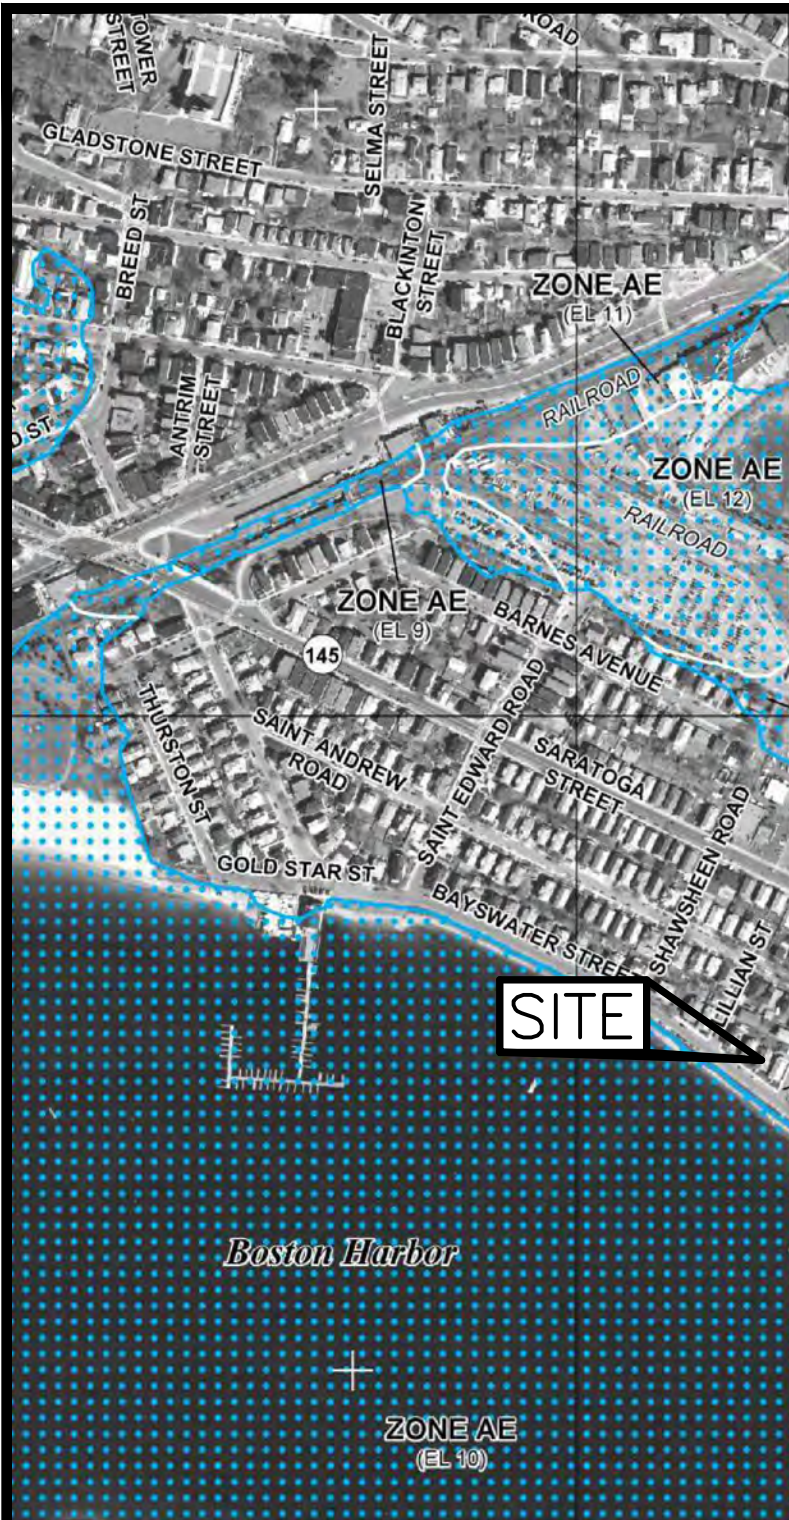 TOWER
STREET
ROAD
SELMA STREET
GLADSTONE STREET
BREED ST
BLACKINTON
STREET
ZONE AE
(EL 11)
RAILROAD
ANTRIM
STREET
D ST
ZONE AE
(EL 12)
RAILROAD
ZONE AE
(EL 9)
BARNES AVENUE
145
THURSTON ST
SAINT ANDREW
ROAD
SAINT EDWARD ROAD
SARATOGA
STREET
SHAWSHEEN ROAD
GOLD STAR ST
BAYSWATER STREET
LILLIAN ST
SITE
Boston Harbor
ZONE AE
(EL 10)